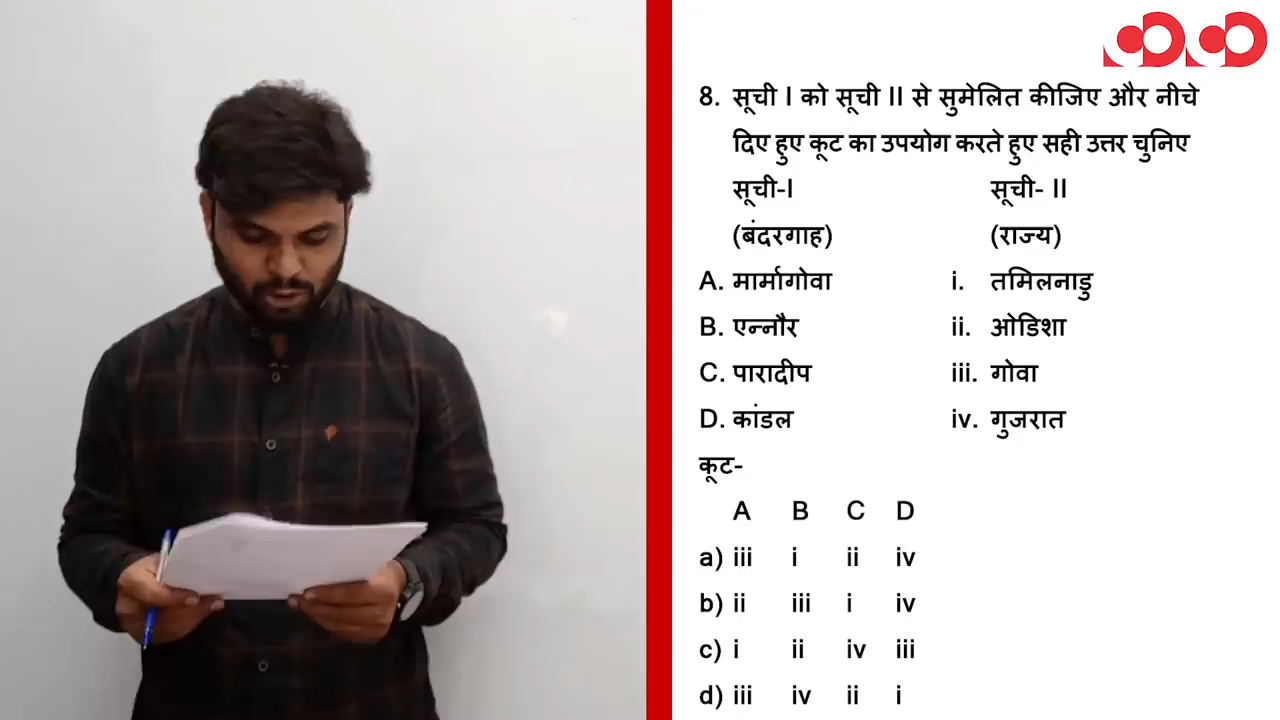 8. सूची I को सूची II से सुमेलित कीजिए और नीचे
दिए हुए कूट का उपयोग करते हुए सही उत्तर चुनिए
सूची-I सूची- II
(बंदरगाह) (राज्य)
A. मार्मागोवा i. तमिलनाडु
B. एन्नौर ii. ओडिशा
C. पारादीप iii. गोवा
D. कांडल iv. गुजरात
कूट-
A B C D
a) iii i ii iv
b) ii iii i iv
c) i ii iv iii
d) iii iv ii i